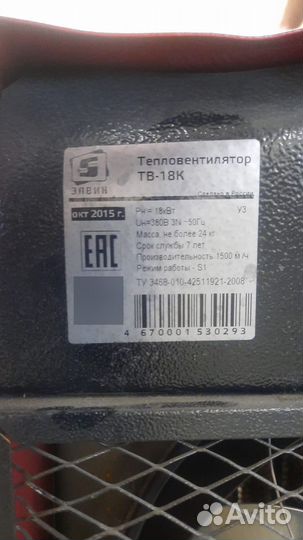 S
ЭЛВИН
Тепловентилятор
ТВ-18К
Сделано в России
окт 2015 г.
Рн = 18кВт У3
Uн=380В 3N ~50Гц
Масса, не более 24 кг
Срок службы 7 лет
Производительность 1500 м³/ч
Режим работы - S1
ТУ 3468-010-42511921-2008
EAC
4 670001 530293
Avito